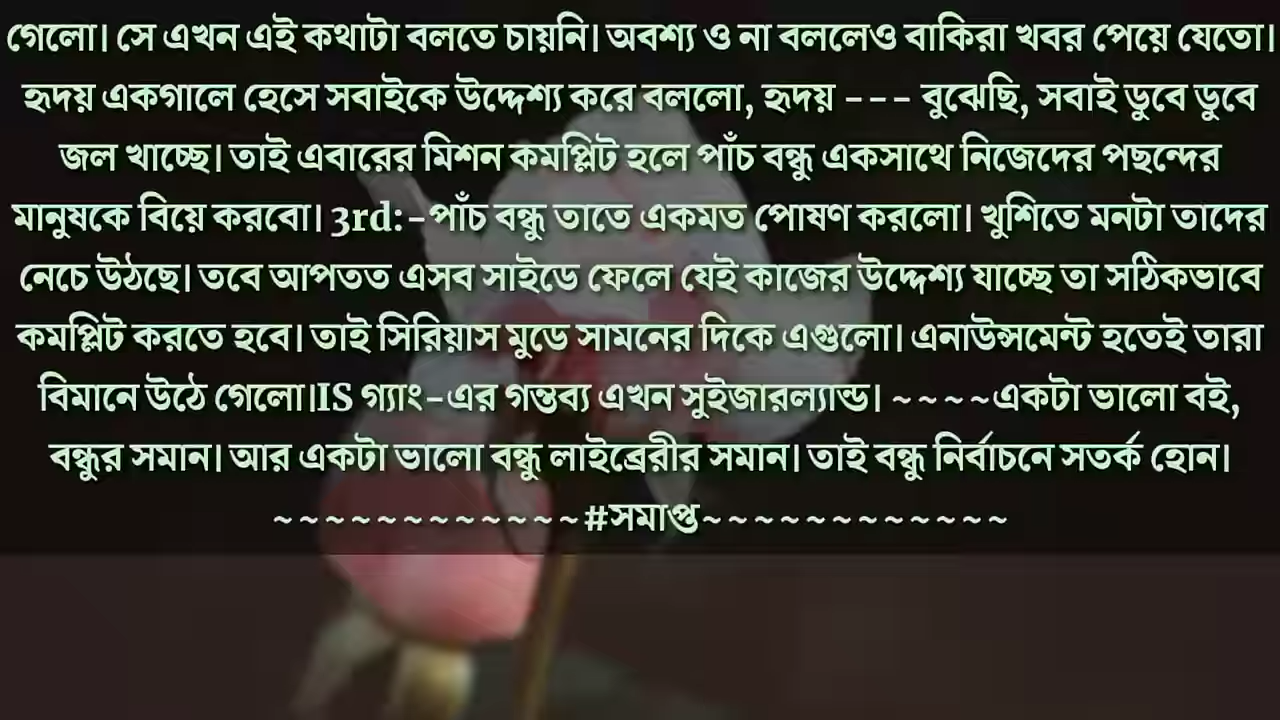 গেলো। সে এখন এই কথাটা বলতে চায়নি। অবশ্য ও না বললেও বাকিরা খবর পেয়ে যেতো।
হৃদয় একগালে হেসে সবাইকে উদ্দেশ্য করে বললো, হৃদয় --- বুঝেছি, সবাই ডুবে ডুবে
জল খাচ্ছে। তাই এবারের মিশন কমপ্লিট হলে পাঁচ বন্ধু একসাথে নিজেদের পছন্দের
মানুষকে বিয়ে করবো। 3rd:-পাঁচ বন্ধু তাতে একমত পোষণ করলো। খুশিতে মনটা তাদের
নেচে উঠছে। তবে আপতত এসব সাইডে ফেলে যেই কাজের উদ্দেশ্য যাচ্ছে তা সঠিকভাবে
কমপ্লিট করতে হবে। তাই সিরিয়াস মুডে সামনের দিকে এগুলো। এনাউন্সমেন্ট হতেই তারা
বিমানে উঠে গেলো।IS গ্যাং-এর গন্তব্য এখন সুইজারল্যান্ড। ~~~~একটা ভালো বই,
বন্ধুর সমান। আর একটা ভালো বন্ধু লাইব্রেরীর সমান। তাই বন্ধু নির্বাচনে সতর্ক হোন।
~~~~~~~~~~~~#সমাপ্ত~~~~~~~~~~~~